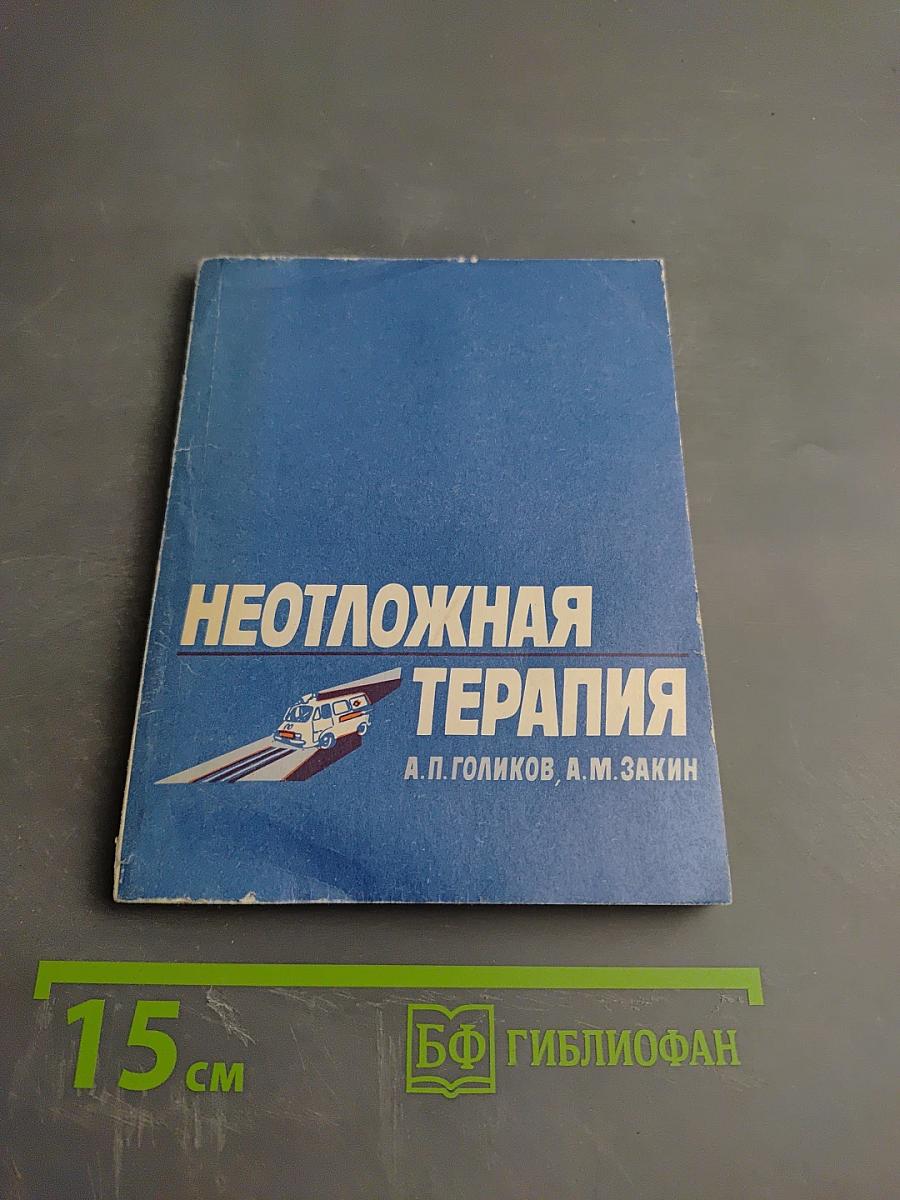 НЕОТЛОЖНАЯ
ТЕРАПИЯ
А.П.ГОЛИКОВ, А.М.ЗАКИН
15 см
БФ ГИБЛИОФАН